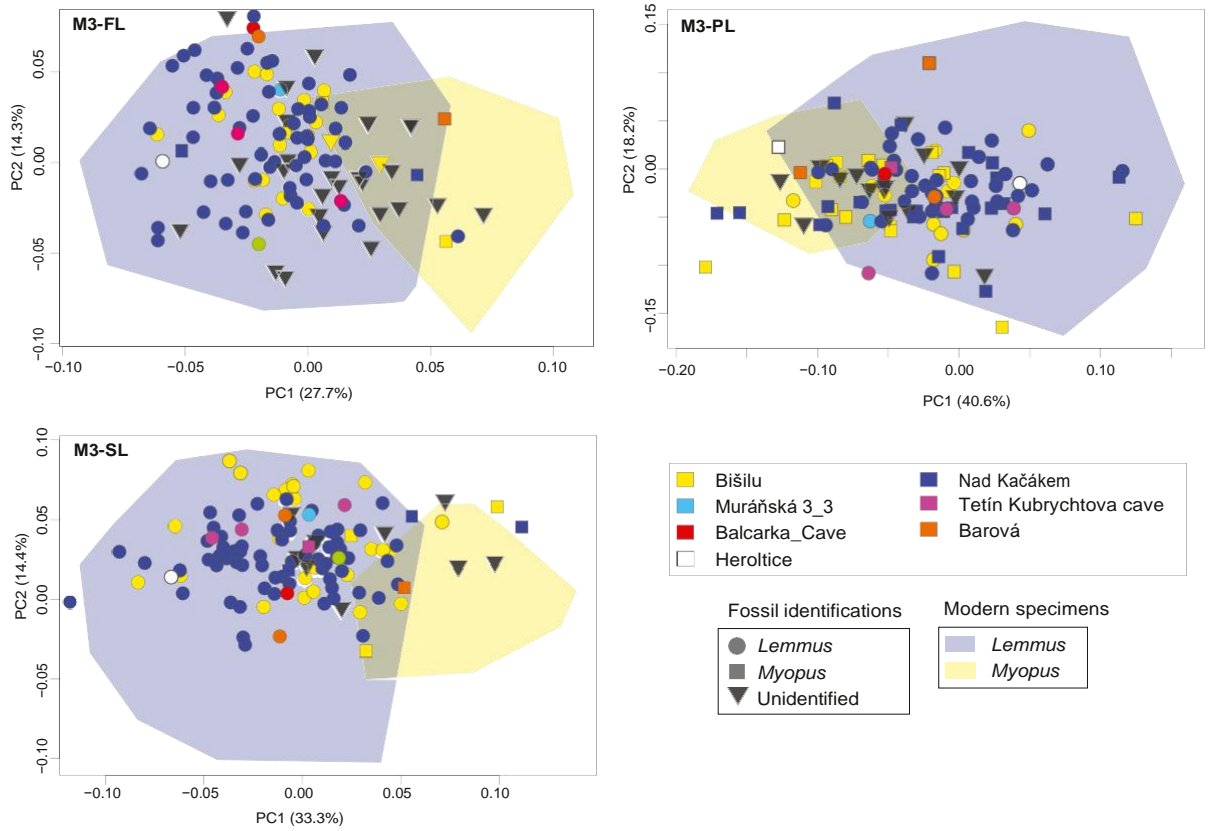 M3-FL
PC2 (14.3%)
0.05
0.00
−0.05
−0.10
−0.10
−0.05
0.00
0.05
0.10
PC1 (27.7%)
M3-PL
PC2 (18.2%)
0.15
0.00
−0.15
−0.20
−0.10
0.00
0.10
PC1 (40.6%)
M3-SL
PC2 (14.4%)
0.10
0.05
0.00
−0.05
−0.10
−0.10
−0.05
0.00
0.05
0.10
PC1 (33.3%)
Bišilu
Muráňská 3_3
Balcarka_Cave
Heroltice
Nad Kačákem
Tetín Kubrychtova cave
Barová
Fossil identifications
Lemmus
Myopus
Unidentified
Modern specimens
Lemmus
Myopus